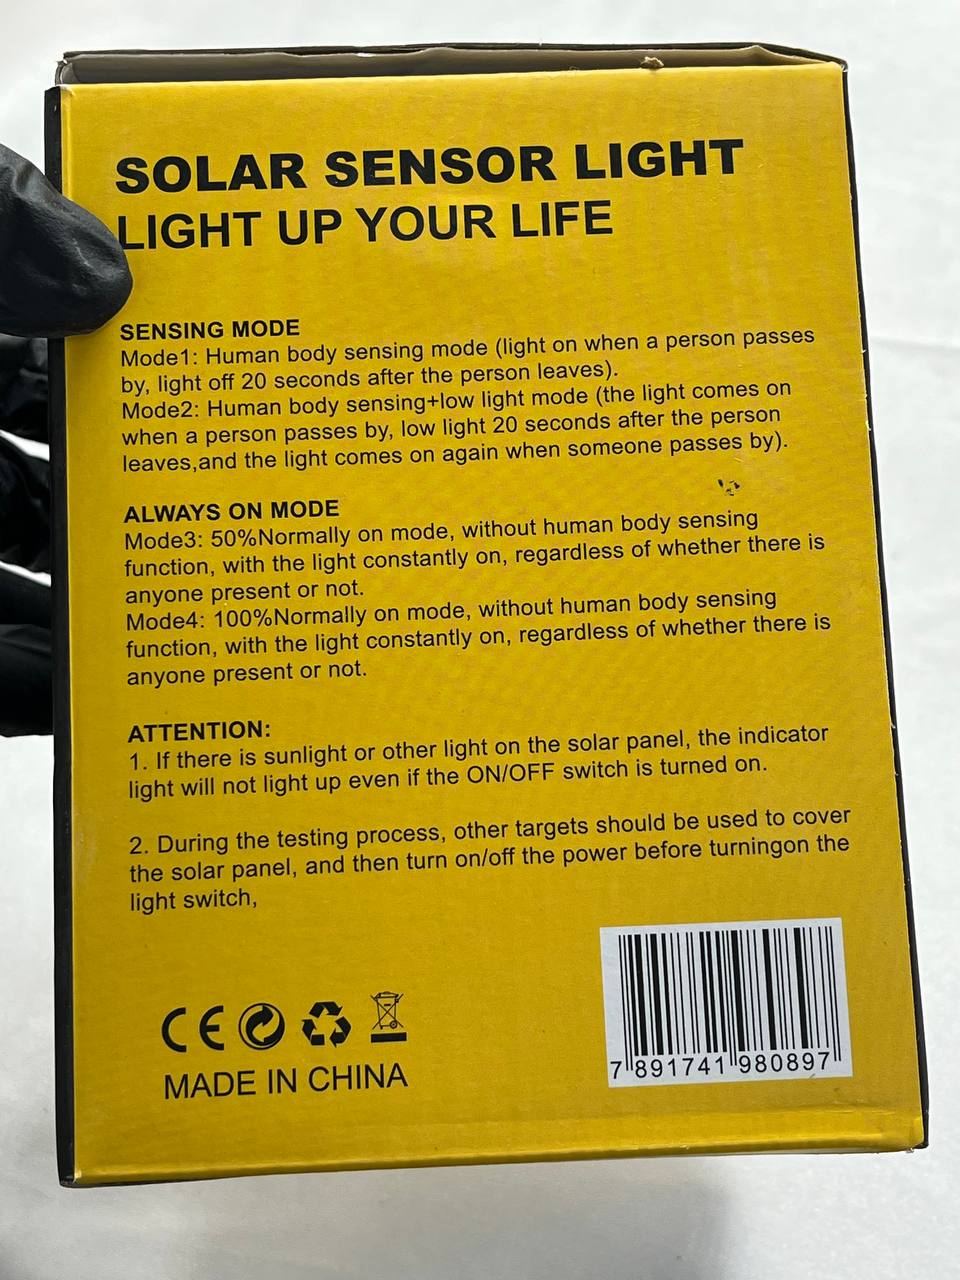 SOLAR SENSOR LIGHT
LIGHT UP YOUR LIFE
SENSING MODE
Mode1: Human body sensing mode (light on when a person passes
by, light off 20 seconds after the person leaves).
Mode2: Human body sensing+low light mode (the light comes on
when a person passes by, low light 20 seconds after the person
leaves,and the light comes on again when someone passes by).
ALWAYS ON MODE
Mode3: 50%Normally on mode, without human body sensing
function, with the light constantly on, regardless of whether there is
anyone present or not.
Mode4: 100%Normally on mode, without human body sensing
function, with the light constantly on, regardless of whether there is
anyone present or not.
ATTENTION:
1. If there is sunlight or other light on the solar panel, the indicator
light will not light up even if the ON/OFF switch is turned on.
2. During the testing process, other targets should be used to cover
the solar panel, and then turn on/off the power before turningon the
light switch,
CE
MADE IN CHINA
7 891741 980897